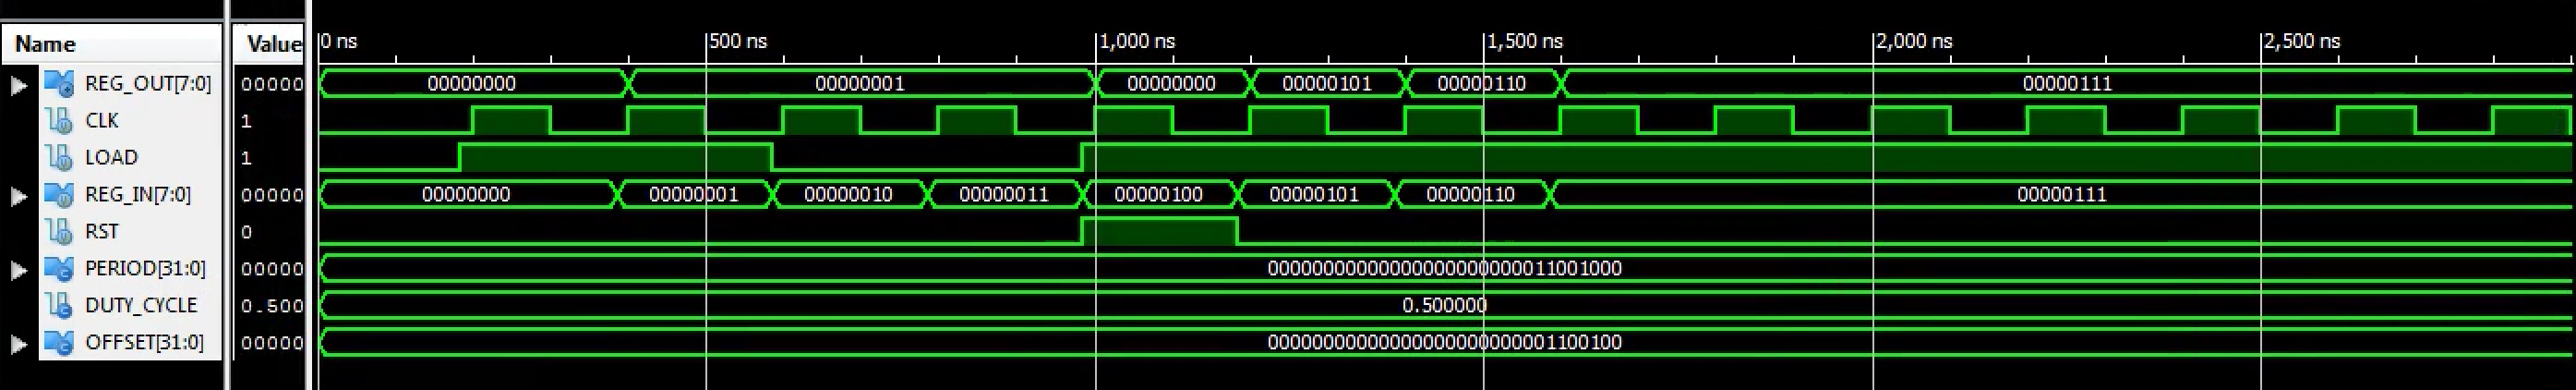 Name Value 0 ns 500 ns 1,000 ns 1,500 ns 2,000 ns 2,500 ns
REG_OUT[7:0] 00000 00000000 00000001 00000000 00000101 00000110 00000111
CLK 1
LOAD 1
REG_IN[7:0] 00000 00000000 00000001 00000010 00000011 00000100 00000101 00000110 00000111
RST 0
PERIOD[31:0] 00000 00000000000000000000000011001000
DUTY_CYCLE 0.500 0.500000
OFFSET[31:0] 00000 00000000000000000000000001100100